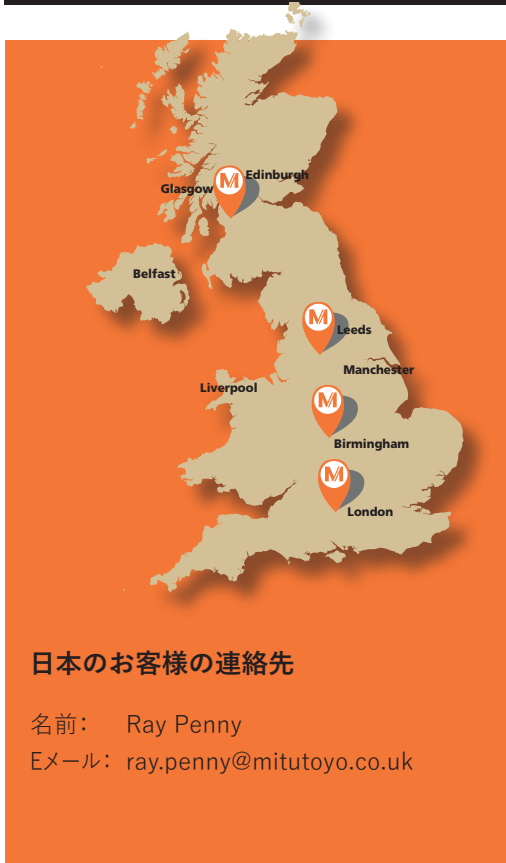 Edinburgh
Glasgow
Belfast
Leeds
Manchester
Liverpool
Birmingham
London
日本のお客様の連絡先
名前： Ray Penny
Eメール： ray.penny@mitutoyo.co.uk